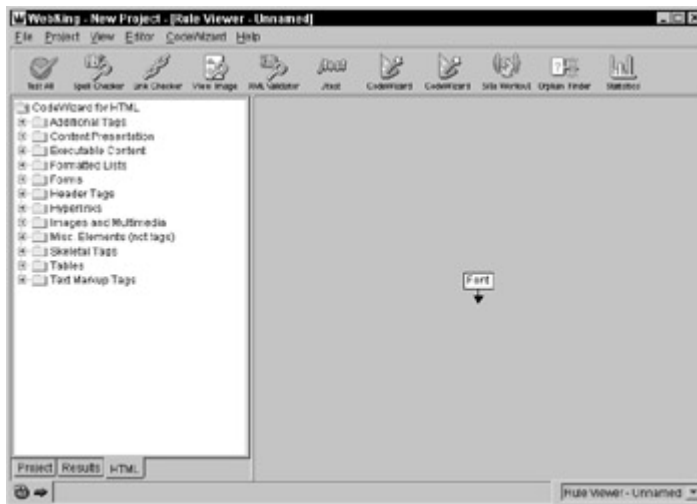 WebKing - New Project - [Rule Viewer - Unnamed]
File Project View Editor CodeWizard Help
Test All Spell Checker Link Checker View Image XML Validator Jtest CodeWizard CodeWizard Site Workout Orphan Finder Statistics
CodeWizard for HTML
Additional Tags
Content Presentation
Executable Content
Formatted Lists
Forms
Header Tags
Hyperlinks
Images and Multimedia
Misc. Elements (not tags)
Skeletal Tags
Tables
Text Markup Tags
Font
Project Results HTML
Rule Viewer - Unnamed